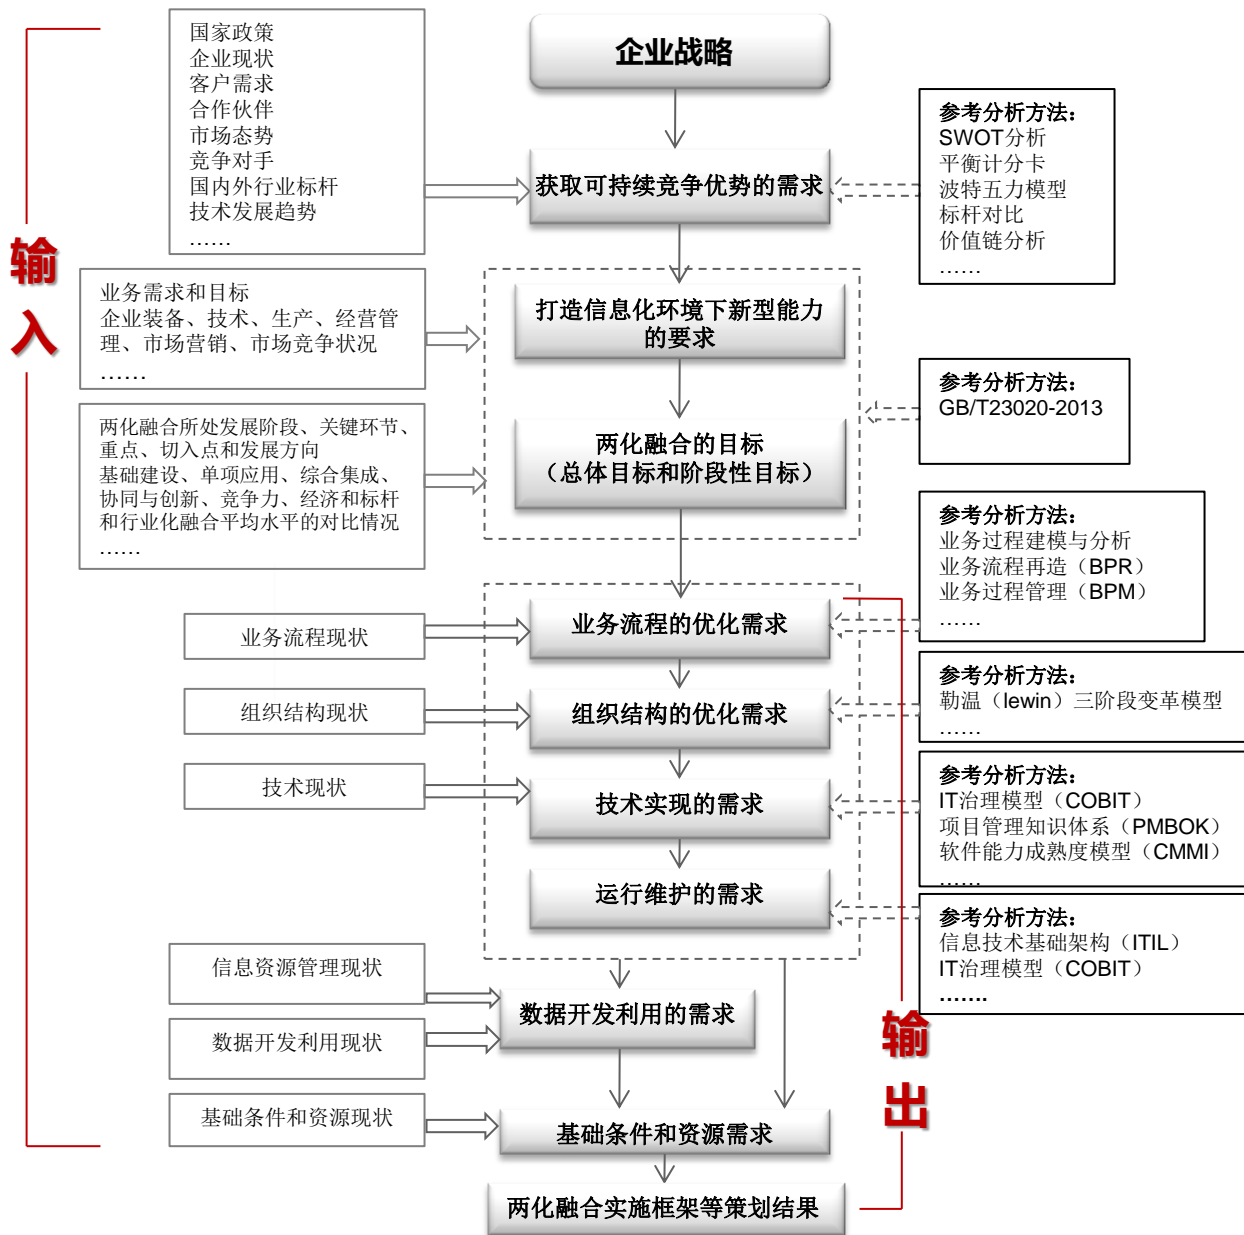 国家政策
企业现状
客户需求
合作伙伴
市场态势
竞争对手
国内外行业标杆
技术发展趋势
……
企业战略
参考分析方法：
SWOT分析
平衡计分卡
波特五力模型
标杆对比
价值链分析
……
获取可持续竞争优势的需求
输
入
业务需求和目标
企业装备、技术、生产、经营管
理、市场营销、市场竞争状况
……
打造信息化环境下新型能力
的要求
参考分析方法：
GB/T23020-2013
两化融合所处发展阶段、关键环节、
重点、切入点和发展方向
基础建设、单项应用、综合集成、
协同与创新、竞争力、经济和标杆
和行业化融合平均水平的对比情况
……
两化融合的目标
（总体目标和阶段性目标）
参考分析方法：
业务过程建模与分析
业务流程再造（BPR）
业务过程管理（BPM）
……
业务流程现状
业务流程的优化需求
组织结构现状
组织结构的优化需求
参考分析方法：
勒温（lewin）三阶段变革模型
……
技术现状
技术实现的需求
参考分析方法：
IT治理模型（COBIT）
项目管理知识体系（PMBOK）
软件能力成熟度模型（CMMI）
……
运行维护的需求
参考分析方法：
信息技术基础架构（ITIL）
IT治理模型（COBIT）
…….
信息资源管理现状
数据开发利用的需求
数据开发利用现状
输
出
基础条件和资源现状
基础条件和资源需求
两化融合实施框架等策划结果